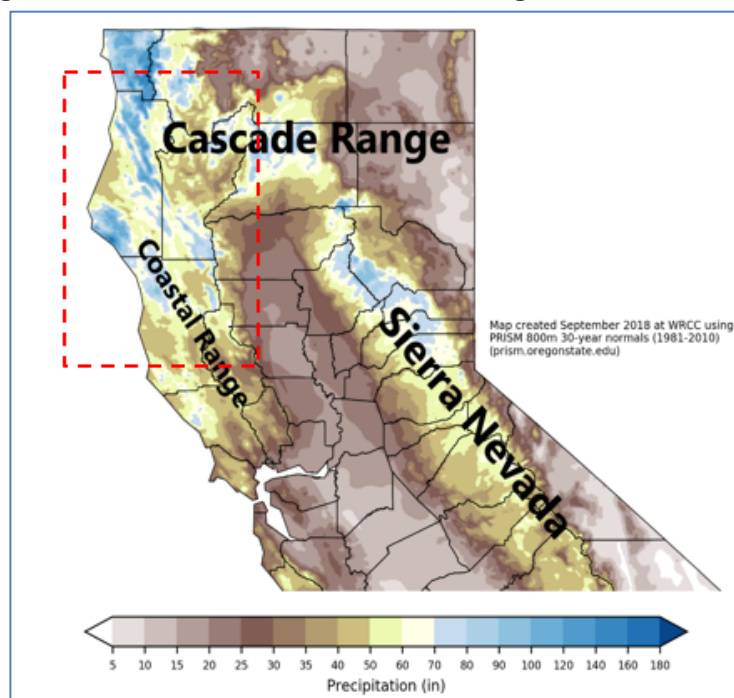 Cascade Range
Coastal Range
Sierra Nevada
Map created September 2018 at WRCC using
PRISM 800m 30-year normals (1981-2010)
(prism.oregonstate.edu)
5 10 15 20 25 30 35 40 50 60 70 80 90 100 120 140 160 180
Precipitation (in)